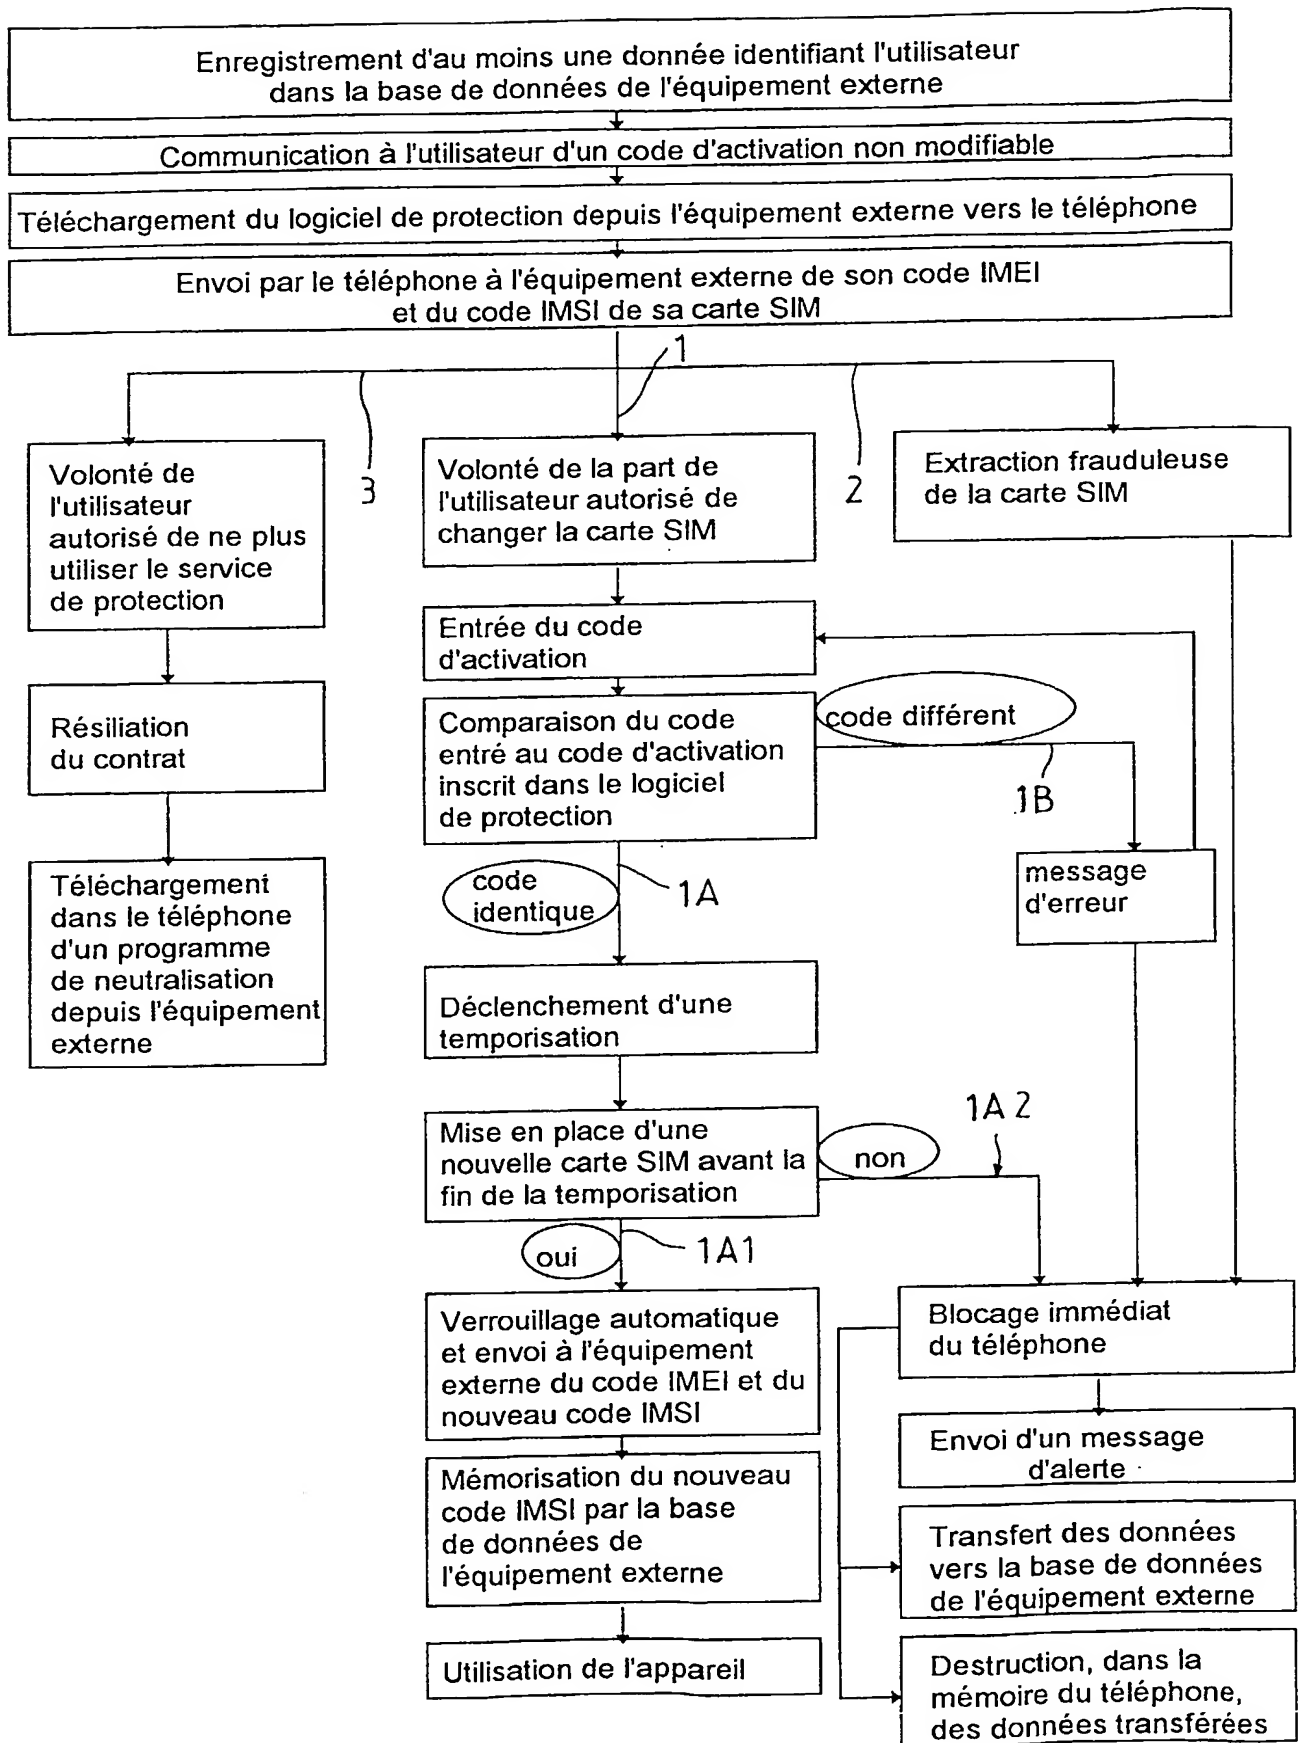 Enregistrement d'au moins une donnée identifiant l'utilisateur
dans la base de données de l'équipement externe
Communication à l'utilisateur d'un code d'activation non modifiable
Téléchargement du logiciel de protection depuis l'équipement externe vers le téléphone
Envoi par le téléphone à l'équipement externe de son code IMEI
et du code IMSI de sa carte SIM
1
2
3
Volonté de
l'utilisateur
autorisé de ne plus
utiliser le service
de protection
Résiliation
du contrat
Téléchargement
dans le téléphone
d'un programme
de neutralisation
depuis l'équipement
externe
Volonté de la part de
l'utilisateur autorisé de
changer la carte SIM
Entrée du code
d'activation
Comparaison du code
entré au code d'activation
inscrit dans le logiciel
de protection
code différent
1B
message
d'erreur
code
identique
1A
Déclenchement d'une
temporisation
Mise en place d'une
nouvelle carte SIM avant la
fin de la temporisation
non
1A2
oui
1A1
Verrouillage automatique
et envoi à l'équipement
externe du code IMEI et du
nouveau code IMSI
Mémorisation du nouveau
code IMSI par la base
de données de
l'équipement externe
Utilisation de l'appareil
Extraction frauduleuse
de la carte SIM
Blocage immédiat
du téléphone
Envoi d'un message
d'alerte
Transfert des données
vers la base de données
de l'équipement externe
Destruction, dans la
mémoire du téléphone,
des données transférées